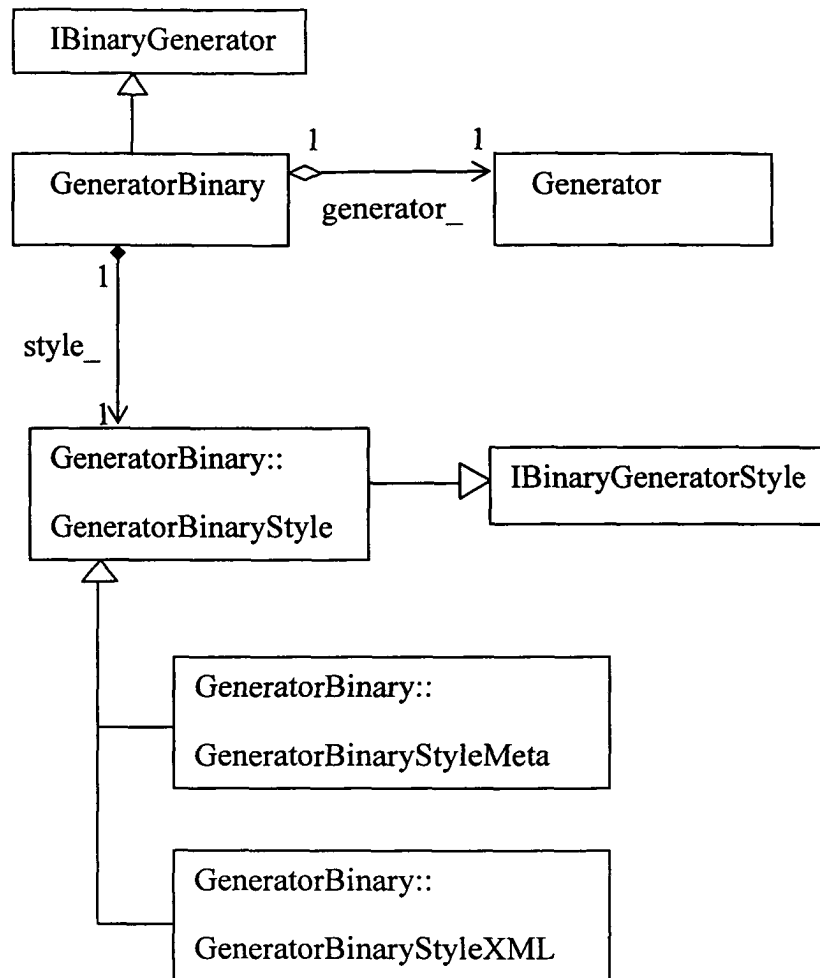 IBinaryGenerator
1
1
GeneratorBinary
Generator
generator_
1
style_
1
GeneratorBinary::
GeneratorBinaryStyle
IBinaryGeneratorStyle
GeneratorBinary::
GeneratorBinaryStyleMeta
GeneratorBinary::
GeneratorBinaryStyleXML